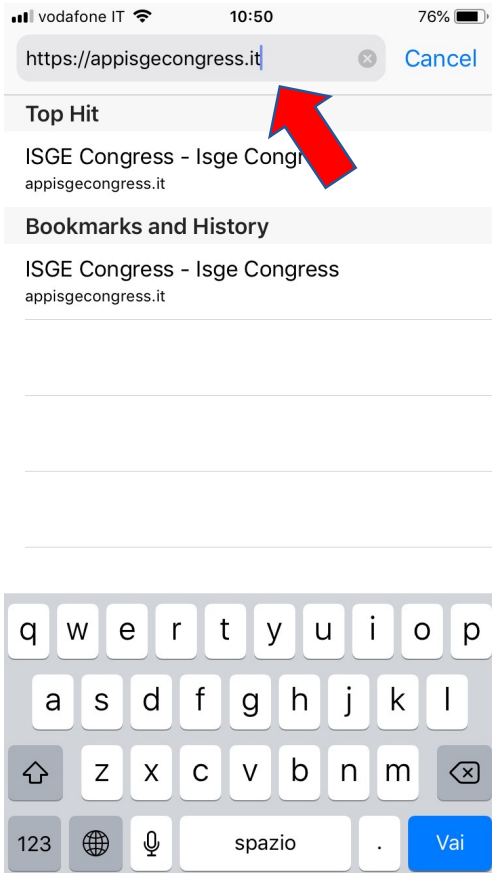 vodafone IT 10:50 76%
https://appisgecongress.it Cancel
Top Hit
ISGE Congress - Isge Congr
appisgecongress.it
Bookmarks and History
ISGE Congress - Isge Congress
appisgecongress.it
q w e r t y u i o p
a s d f g h j k l
z x c v b n m
123 spazio . Vai